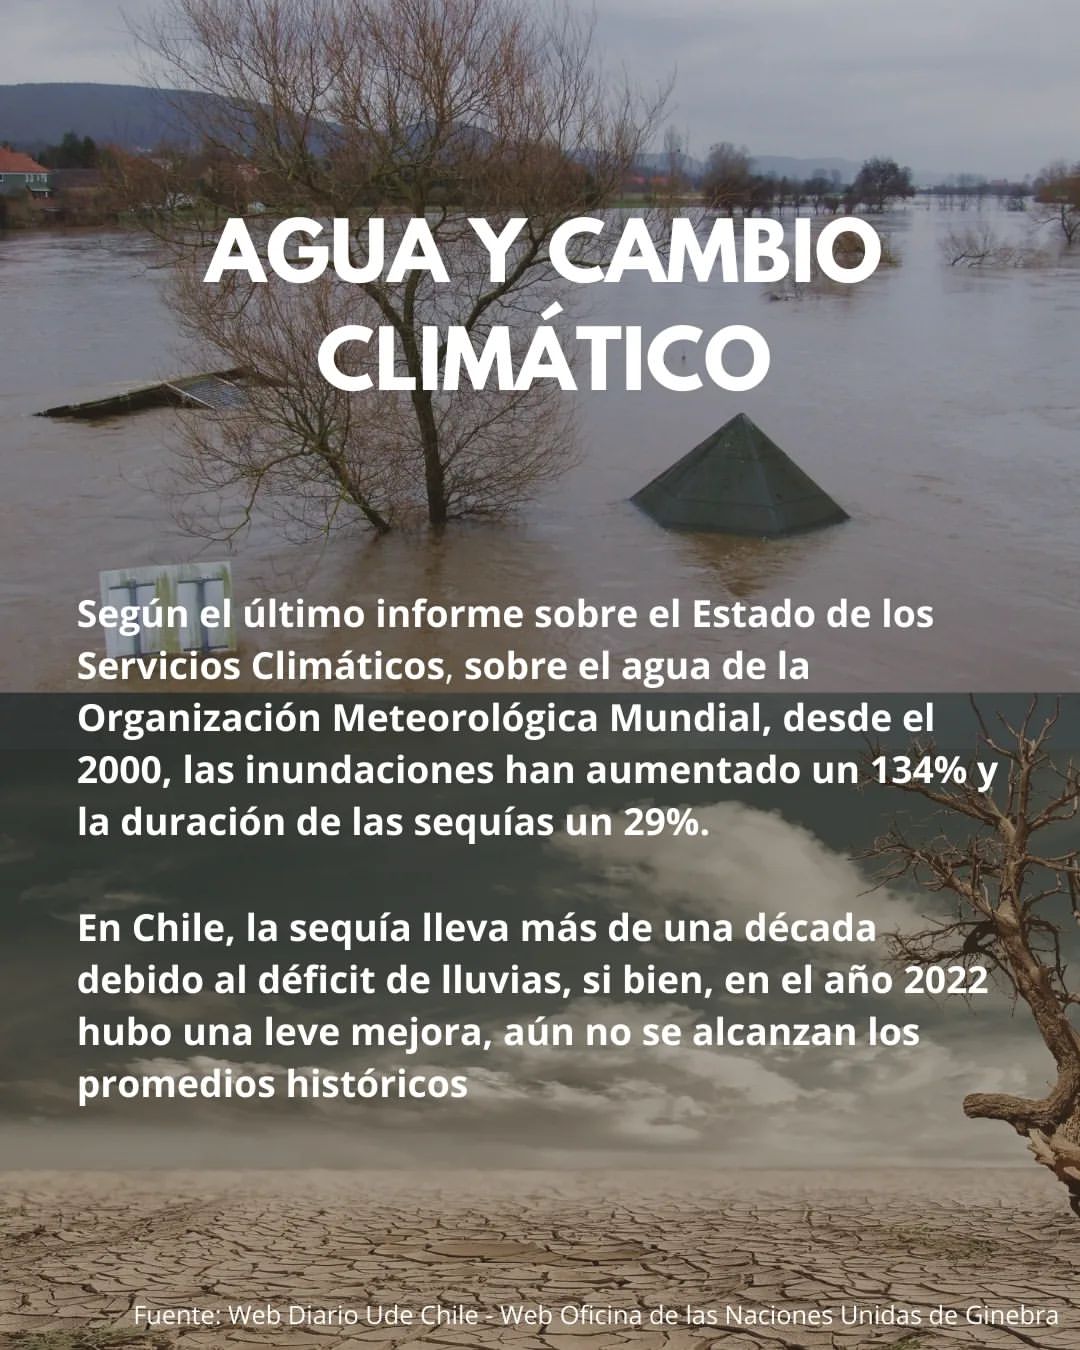 AGUA Y CAMBIO
CLIMÁTICO
Según el último informe sobre el Estado de los
Servicios Climáticos, sobre el agua de la
Organización Meteorológica Mundial, desde el
2000, las inundaciones han aumentado un 134% y
la duración de las sequías un 29%.
En Chile, la sequía lleva más de una década
debido al déficit de lluvias, si bien, en el año 2022
hubo una leve mejora, aún no se alcanzan los
promedios históricos
Fuente: Web Diario Ude Chile - Web Oficina de las Naciones Unidas de Ginebra